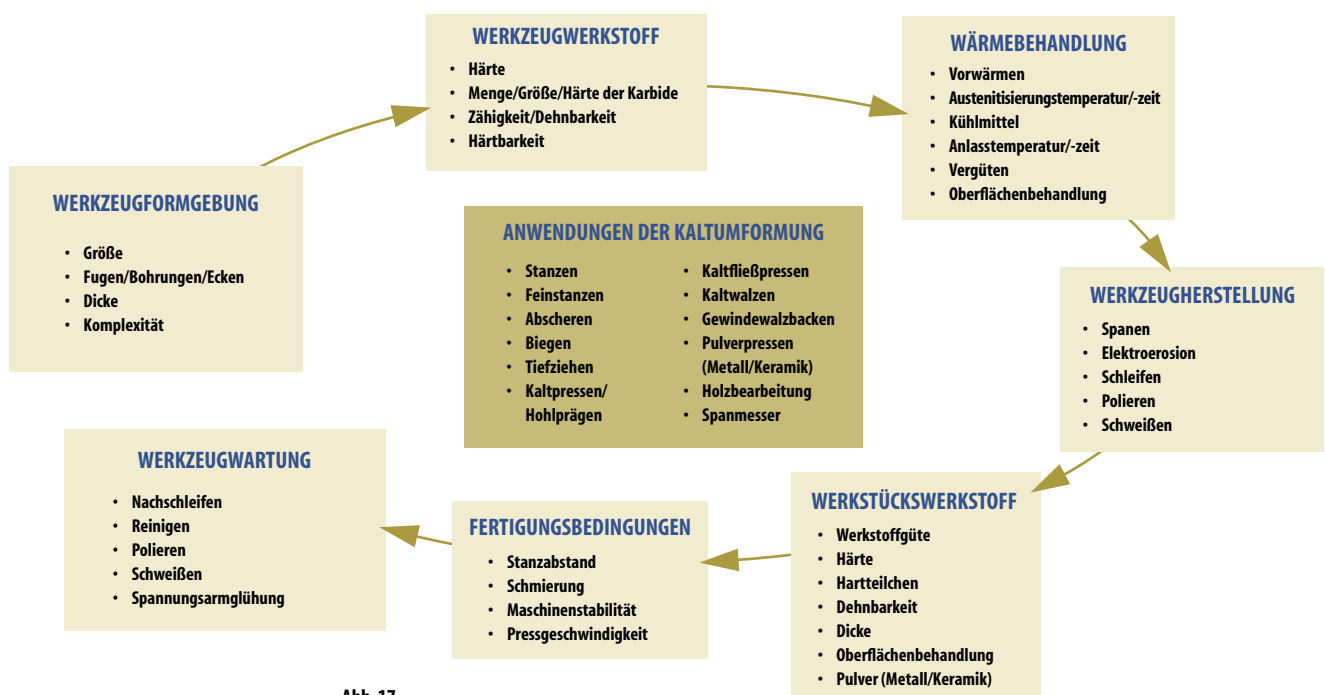 WERKZEUGWERKSTOFF
• Härte
• Menge/Größe/Härte der Karbide
• Zähigkeit/Dehnbarkeit
• Härtbarkeit
WÄRMEBEHANDLUNG
• Vorwärmen
• Austenitisierungstemperatur/-zeit
• Kühlmittel
• Anlasstemperatur/-zeit
• Vergüten
• Oberflächenbehandlung
WERKZEUGFORMGEBUNG
• Größe
• Fugen/Bohrungen/Ecken
• Dicke
• Komplexität
ANWENDUNGEN DER KALTUMFORMUNG
• Stanzen
• Feinstanzen
• Abscheren
• Biegen
• Tiefziehen
• Kaltpressen/
Hohlprägen
• Kaltfließpressen
• Kaltwalzen
• Gewindewalzbacken
• Pulverpressen
(Metall/Keramik)
• Holzbearbeitung
• Spanmesser
WERKZEUGHERSTELLUNG
• Spanen
• Elektroerosion
• Schleifen
• Polieren
• Schweißen
WERKZEUGWARTUNG
• Nachschleifen
• Reinigen
• Polieren
• Schweißen
• Spannungsarmglühung
FERTIGUNGSBEDINGUNGEN
• Stanzabstand
• Schmierung
• Maschinenstabilität
• Pressgeschwindigkeit
WERKSTÜCKSWERKSTOFF
• Werkstoffgüte
• Härte
• Hartteilchen
• Dehnbarkeit
• Dicke
• Oberflächenbehandlung
• Pulver (Metall/Keramik)
Abb. 17